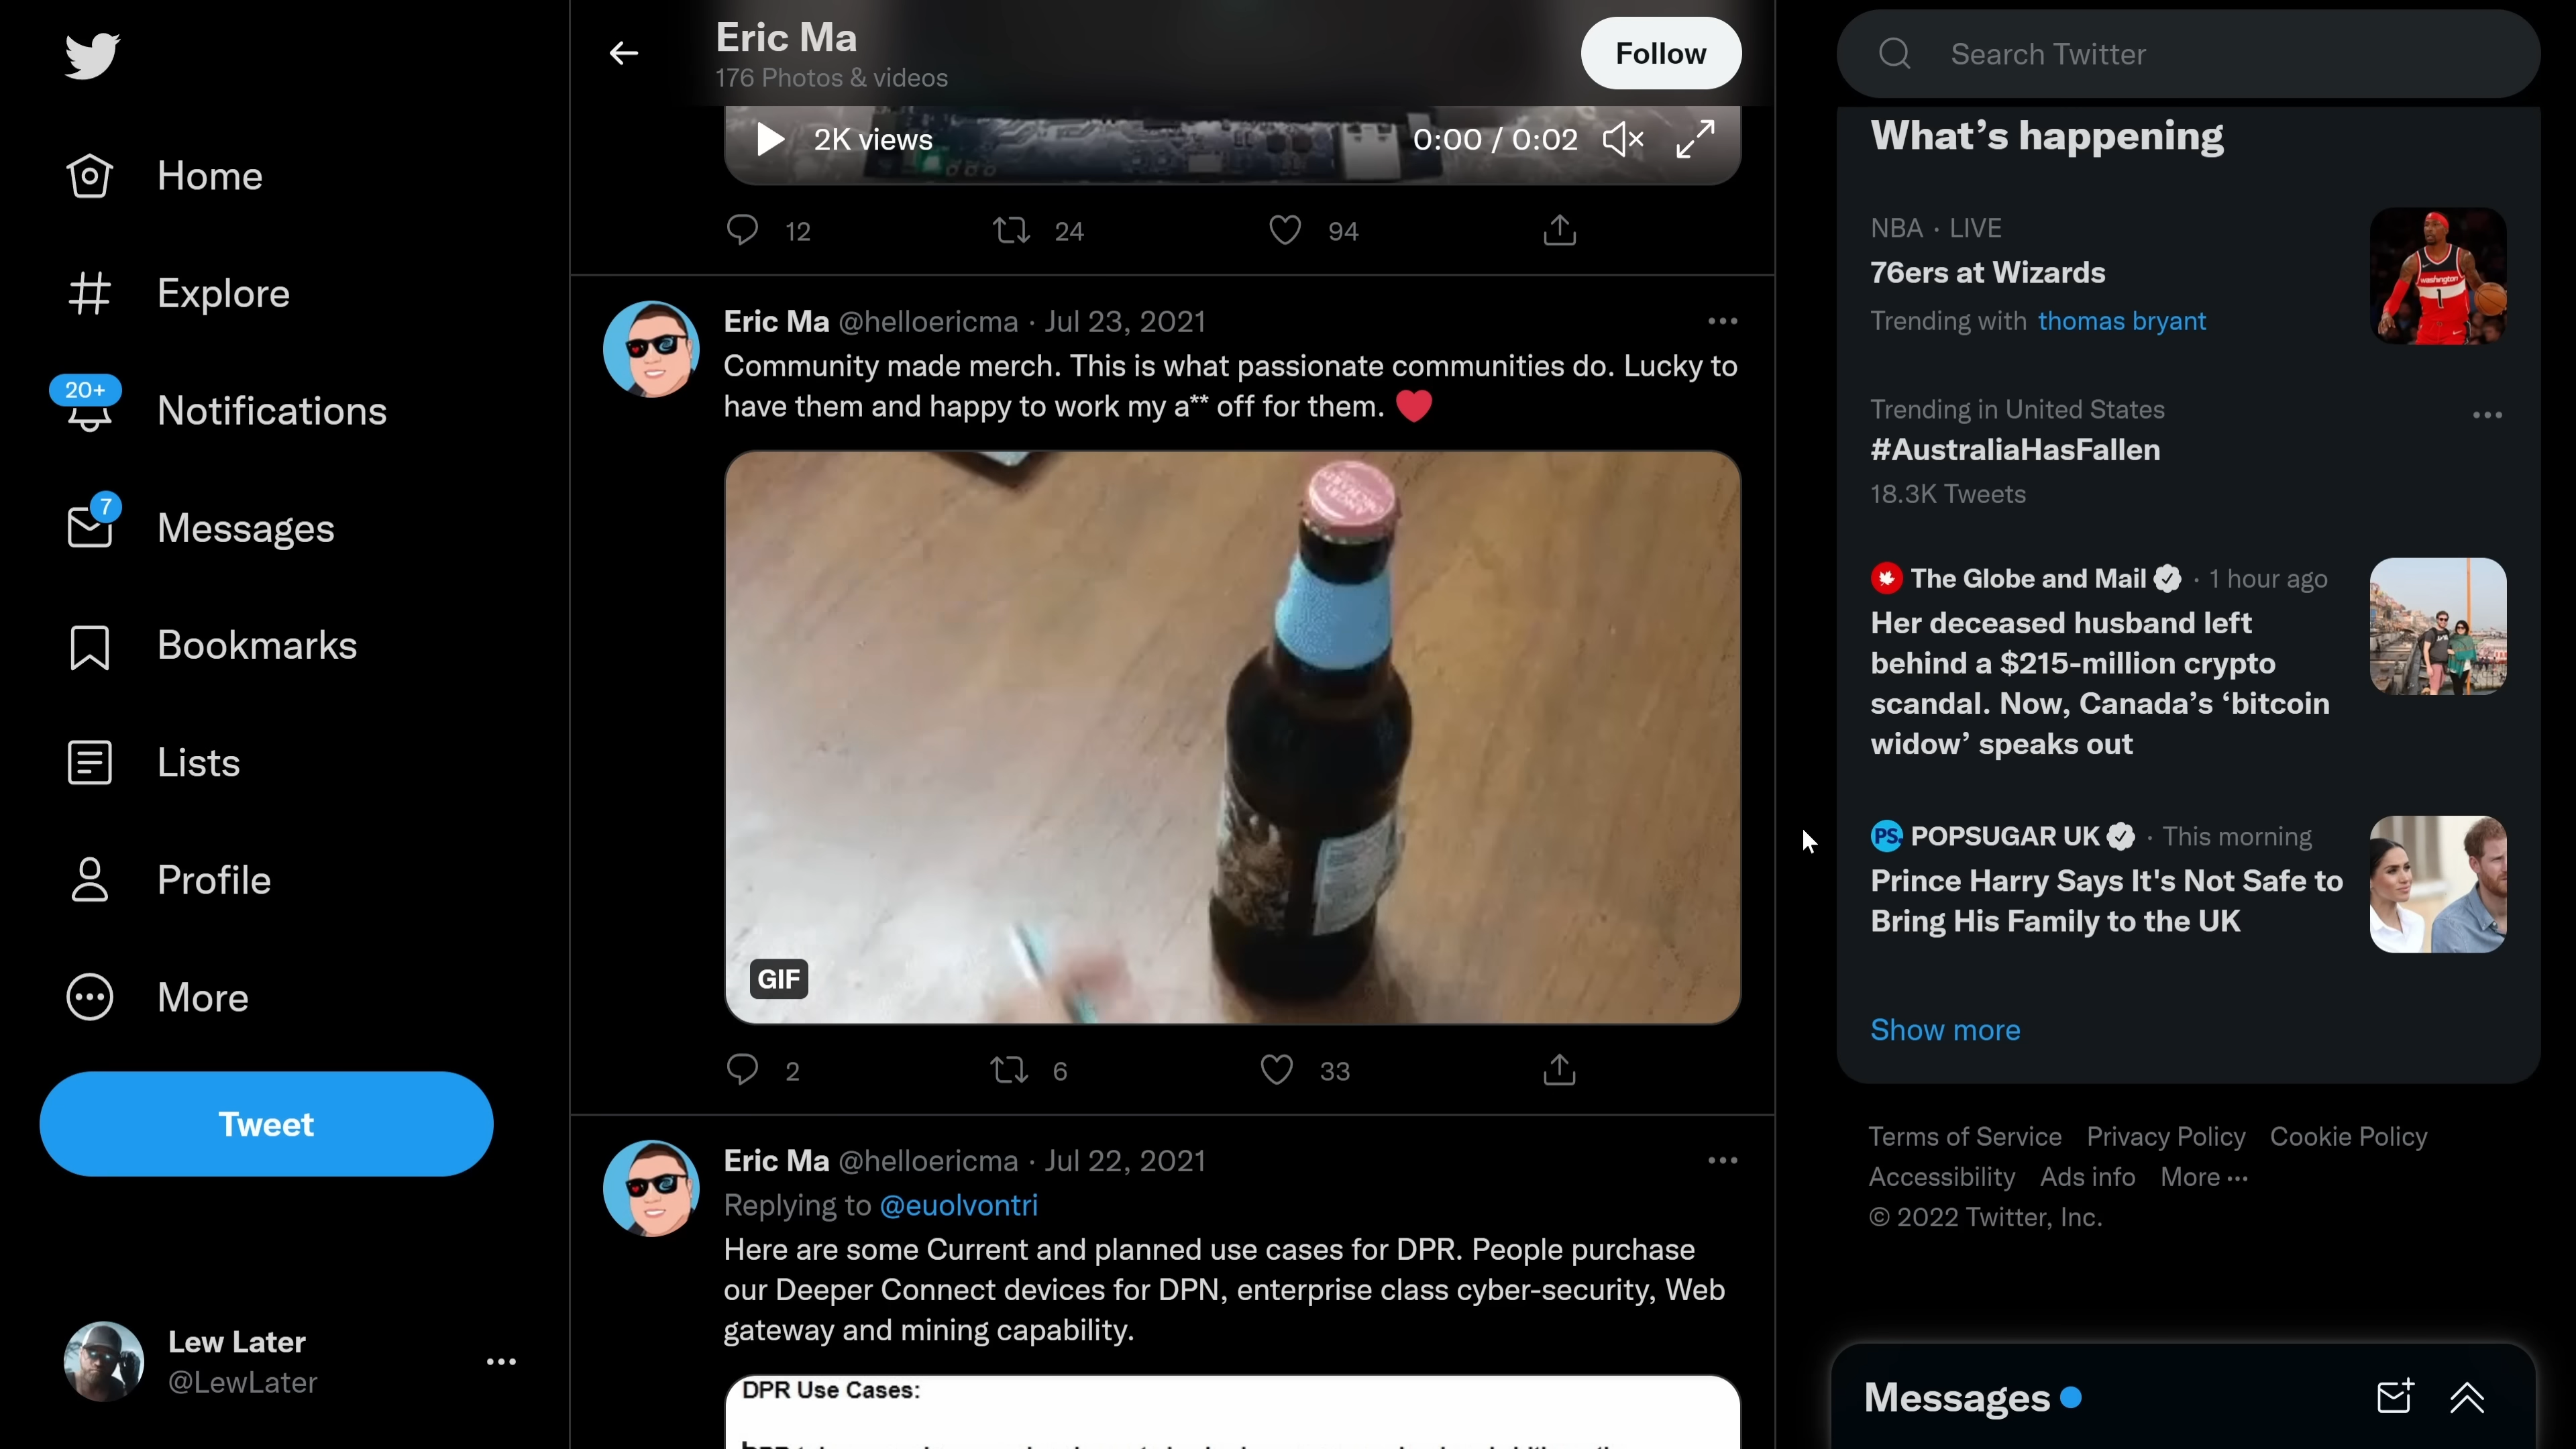 Home
Explore
20+
Notifications
7
Messages
Bookmarks
Lists
Profile
More
Tweet
Lew Later
@LewLater
Eric Ma
176 Photos & videos
Follow
2K views
0:00 / 0:02
12
24
94
Eric Ma @helloericma · Jul 23, 2021
Community made merch. This is what passionate communities do. Lucky to
have them and happy to work my a** off for them. ❤️
GIF
2
6
33
Eric Ma @helloericma · Jul 22, 2021
Replying to @euolvontri
Here are some Current and planned use cases for DPR. People purchase
our Deeper Connect devices for DPN, enterprise class cyber-security, Web
gateway and mining capability.
DPR Use Cases:
Search Twitter
What’s happening
NBA · LIVE
76ers at Wizards
Trending with thomas bryant
Trending in United States
#AustraliaHasFallen
18.3K Tweets
The Globe and Mail · 1 hour ago
Her deceased husband left
behind a $215-million crypto
scandal. Now, Canada’s ‘bitcoin
widow’ speaks out
PS POPSUGAR UK · This morning
Prince Harry Says It's Not Safe to
Bring His Family to the UK
Show more
Terms of Service Privacy Policy Cookie Policy
Accessibility Ads info More ···
© 2022 Twitter, Inc.
Messages